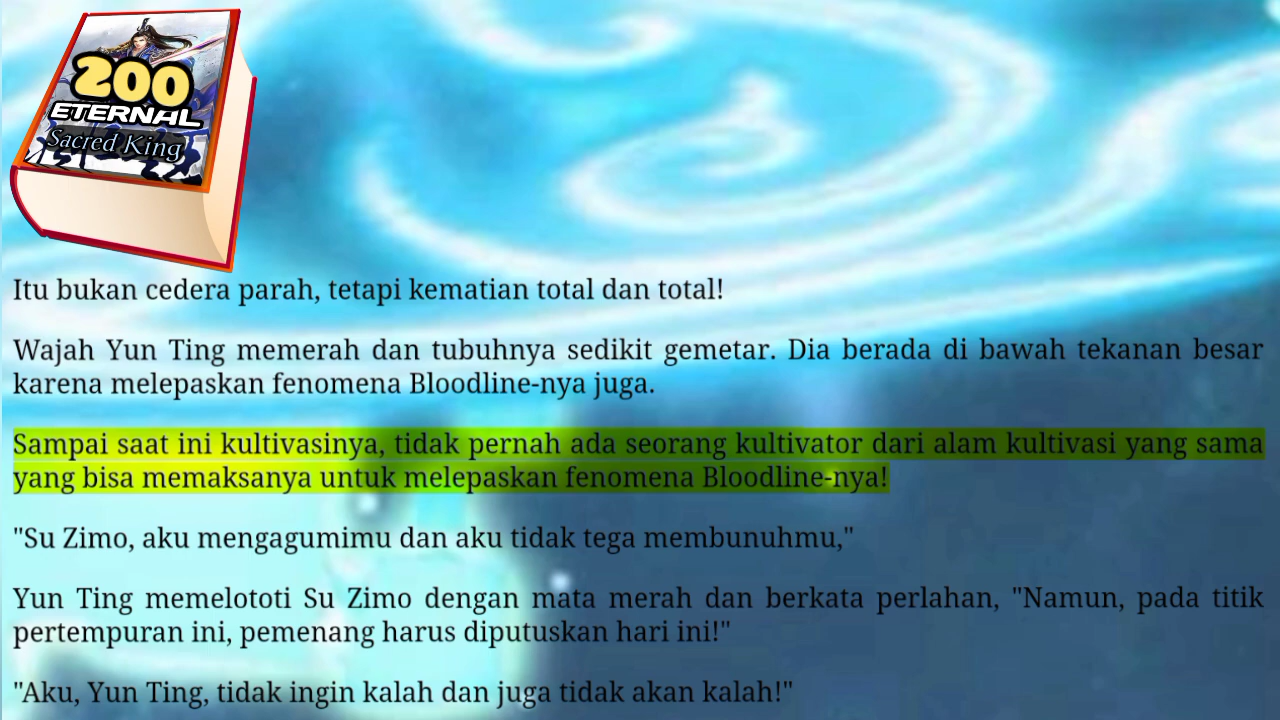 200
ETERNAL
Sacred King
Itu bukan cedera parah, tetapi kematian total dan total!
Wajah Yun Ting memerah dan tubuhnya sedikit gemetar. Dia berada di bawah tekanan besar
karena melepaskan fenomena Bloodline-nya juga.
Sampai saat ini kultivasinya, tidak pernah ada seorang kultivator dari alam kultivasi yang sama
yang bisa memaksanya untuk melepaskan fenomena Bloodline-nya!
"Su Zimo, aku mengagumimu dan aku tidak tega membunuhmu,"
Yun Ting memelototi Su Zimo dengan mata merah dan berkata perlahan, "Namun, pada titik
pertempuran ini, pemenang harus diputuskan hari ini!"
"Aku, Yun Ting, tidak ingin kalah dan juga tidak akan kalah!"